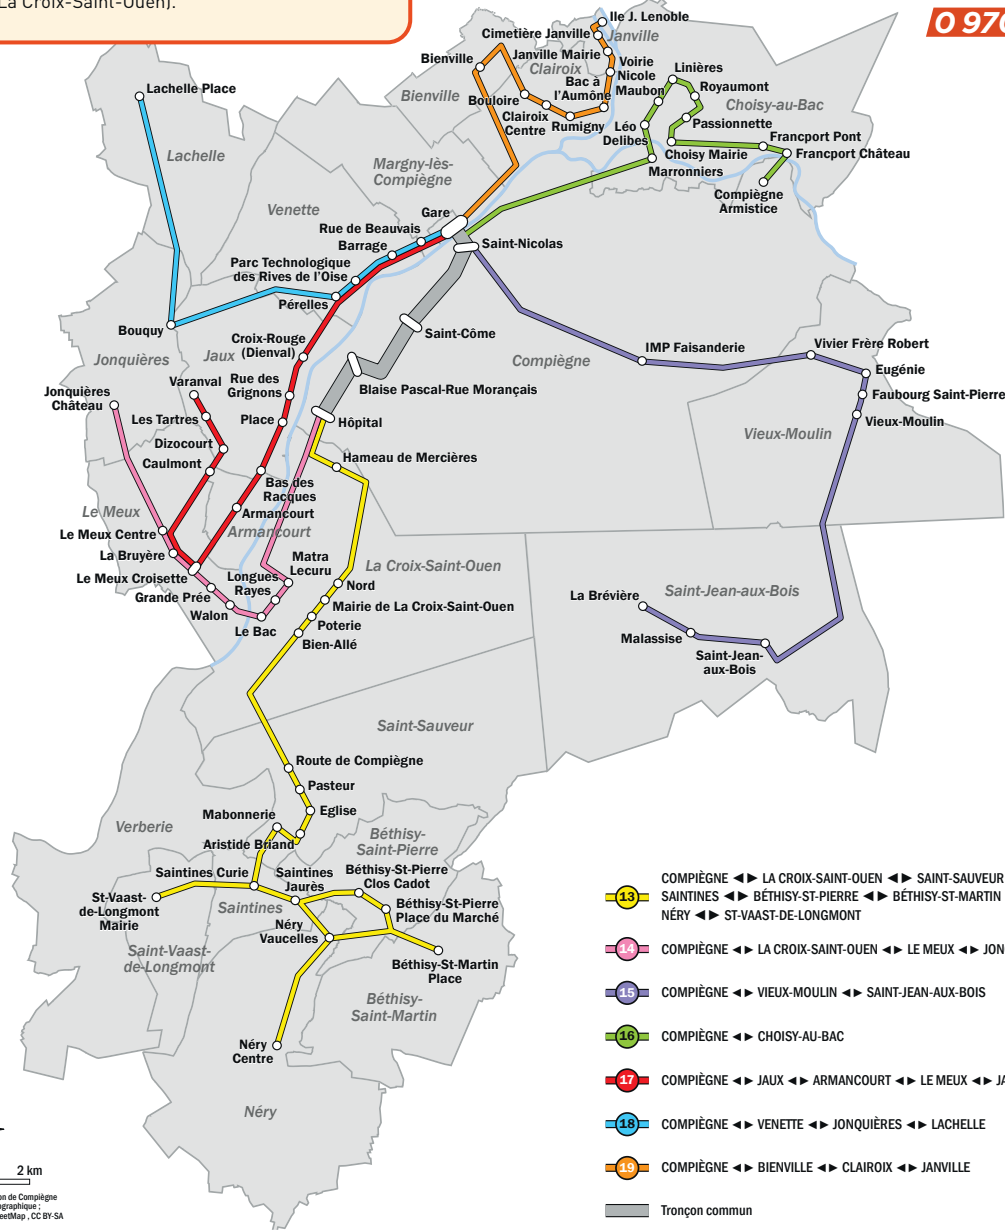 La Croix-Saint-Ouen).
O 970
Ile J. Lenoble
Cimetière Janville
Janville
Janville Mairie
Bienville
Clairoix
Voirie
Nicole
Linières
Bac à
l'Aumône
Maubon
Royaumont
Lachelle Place
Bienville
Bouloire
Choisy-au-Bac
Clairoix
Centre
Rumigny
Léo
Delibes
Passionnette
Francport Pont
Lachelle
Margny-lès-
Compiègne
Choisy Mairie
Francport Château
Marronniers
Compiègne
Armistice
Venette
Gare
Rue de Beauvais
Barrage
Saint-Nicolas
Parc Technologique
des Rives de l'Oise
Pérelles
Bouquy
Saint-Côme
Croix-Rouge
(Dienval)
IMP Faisanderie
Vivier Frère Robert
Jonquières
Jaux
Compiègne
Eugénie
Varanval
Rue des
Grignons
Blaise Pascal-Rue Morançais
Faubourg Saint-Pierre
Jonquières
Château
Les Tartres
Place
Hôpital
Vieux-Moulin
Dizocourt
Vieux-Moulin
Caulmont
Hameau de Mercières
Bas des
Racques
Le Meux
Armancourt
Le Meux Centre
Armancourt
La Bruyère
Matra
Lecuru
La Croix-Saint-Ouen
Le Meux Croisette
Longues
Rayes
Nord
Saint-Jean-aux-Bois
Grande Prée
La Brévière
Walon
Mairie de La Croix-Saint-Ouen
Le Bac
Poterie
Malassise
Bien-Allé
Saint-Jean-
aux-Bois
Saint-Sauveur
Route de Compiègne
Pasteur
Mabonnerie
Eglise
Verberie
Aristide Briand
Béthisy-
Saint-Pierre
Saintines Curie
Saintines
Jaurès
Béthisy-St-Pierre
Clos Cadot
St-Vaast-
de-Longmont
Mairie
Saintines
Béthisy-St-Pierre
Place du Marché
Néry
Vaucelles
Saint-Vaast-
de-Longmont
Béthisy-St-Martin
Place
Béthisy-
Saint-Martin
Néry
Centre
Néry
COMPIÈGNE ◄► LA CROIX-SAINT-OUEN ◄► SAINT-SAUVEUR
13 SAINTINES ◄► BÉTHISY-ST-PIERRE ◄► BÉTHISY-ST-MARTIN
NÉRY ◄► ST-VAAST-DE-LONGMONT
14 COMPIÈGNE ◄► LA CROIX-SAINT-OUEN ◄► LE MEUX ◄► JON
15 COMPIÈGNE ◄► VIEUX-MOULIN ◄► SAINT-JEAN-AUX-BOIS
16 COMPIÈGNE ◄► CHOISY-AU-BAC
17 COMPIÈGNE ◄► JAUX ◄► ARMANCOURT ◄► LE MEUX ◄► JA
18 COMPIÈGNE ◄► VENETTE ◄► JONQUIÈRES ◄► LACHELLE
19 COMPIÈGNE ◄► BIENVILLE ◄► CLAIROIX ◄► JANVILLE
Tronçon commun
2 km
on de Compiègne
ographique ;
eetMap , CC BY-SA